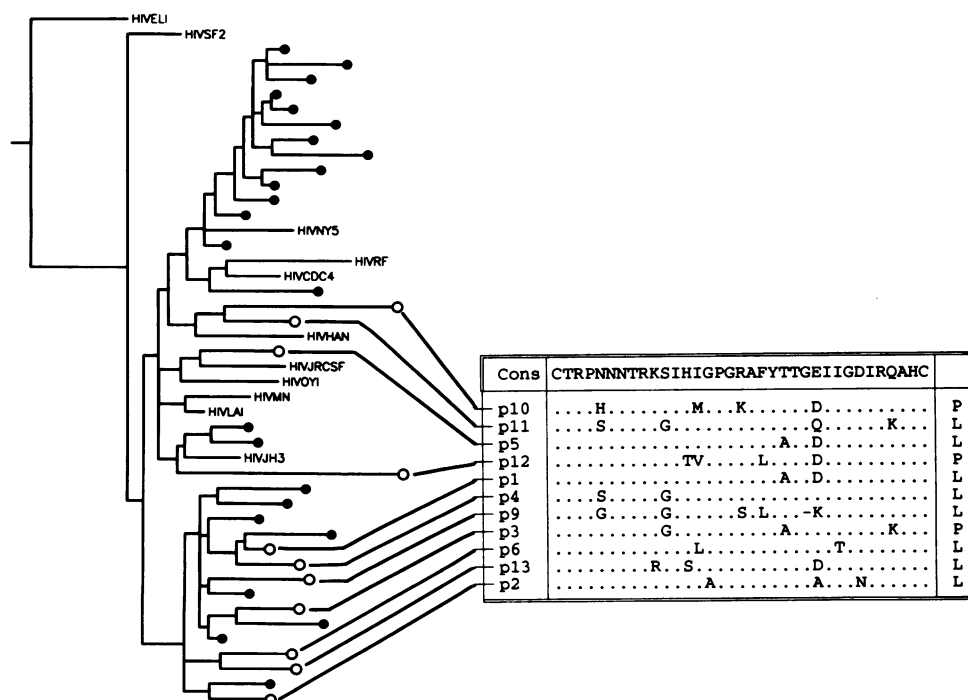 HIVELI
HIVSF2
HIVNY5
HIVRF
HIVCDC4
HIVHAN
HIVJRCSF
HIVOYI
HIVMN
HIVLAI
HIVJH3
Cons CTRPNNNTRKSIHIGPGRAFYTTGEIIGDIRQAHC
p10 ....H........M...K......D.......... P
p11 ....S.....G.............Q......K... L
p5 .....................A..D.......... L
p12 ............TV.....L....D.......... P
p1 .....................A..D.......... L
p4 ....S.....G........................ L
p9 ....G.....G......S.L...-K.......... L
p3 ..........G..........A.........K... P
p6 .............L............T........ L
p13 .........R..S...........D.......... L
p2 ..............A.........A...N...... L